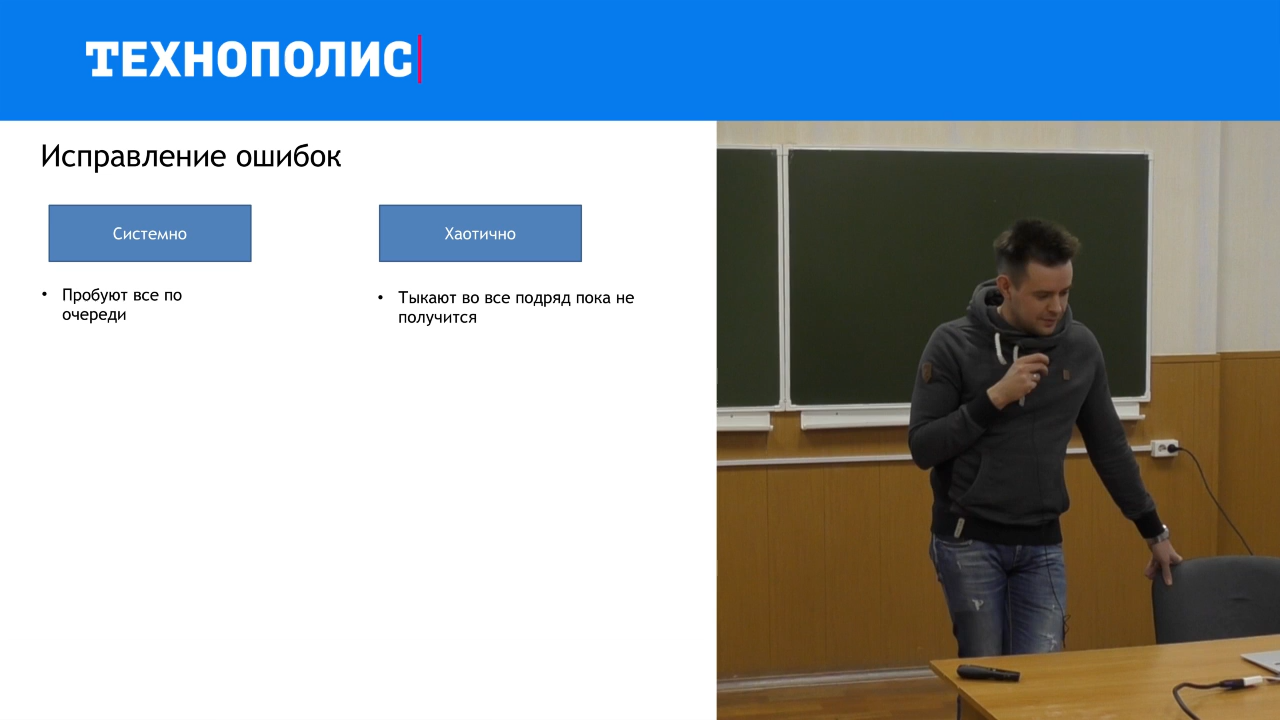 ТЕХНОПОЛИС
Исправление ошибок
Системно
Хаотично
• Пробуют все по
очереди
• Тыкают во все подряд пока не
получится